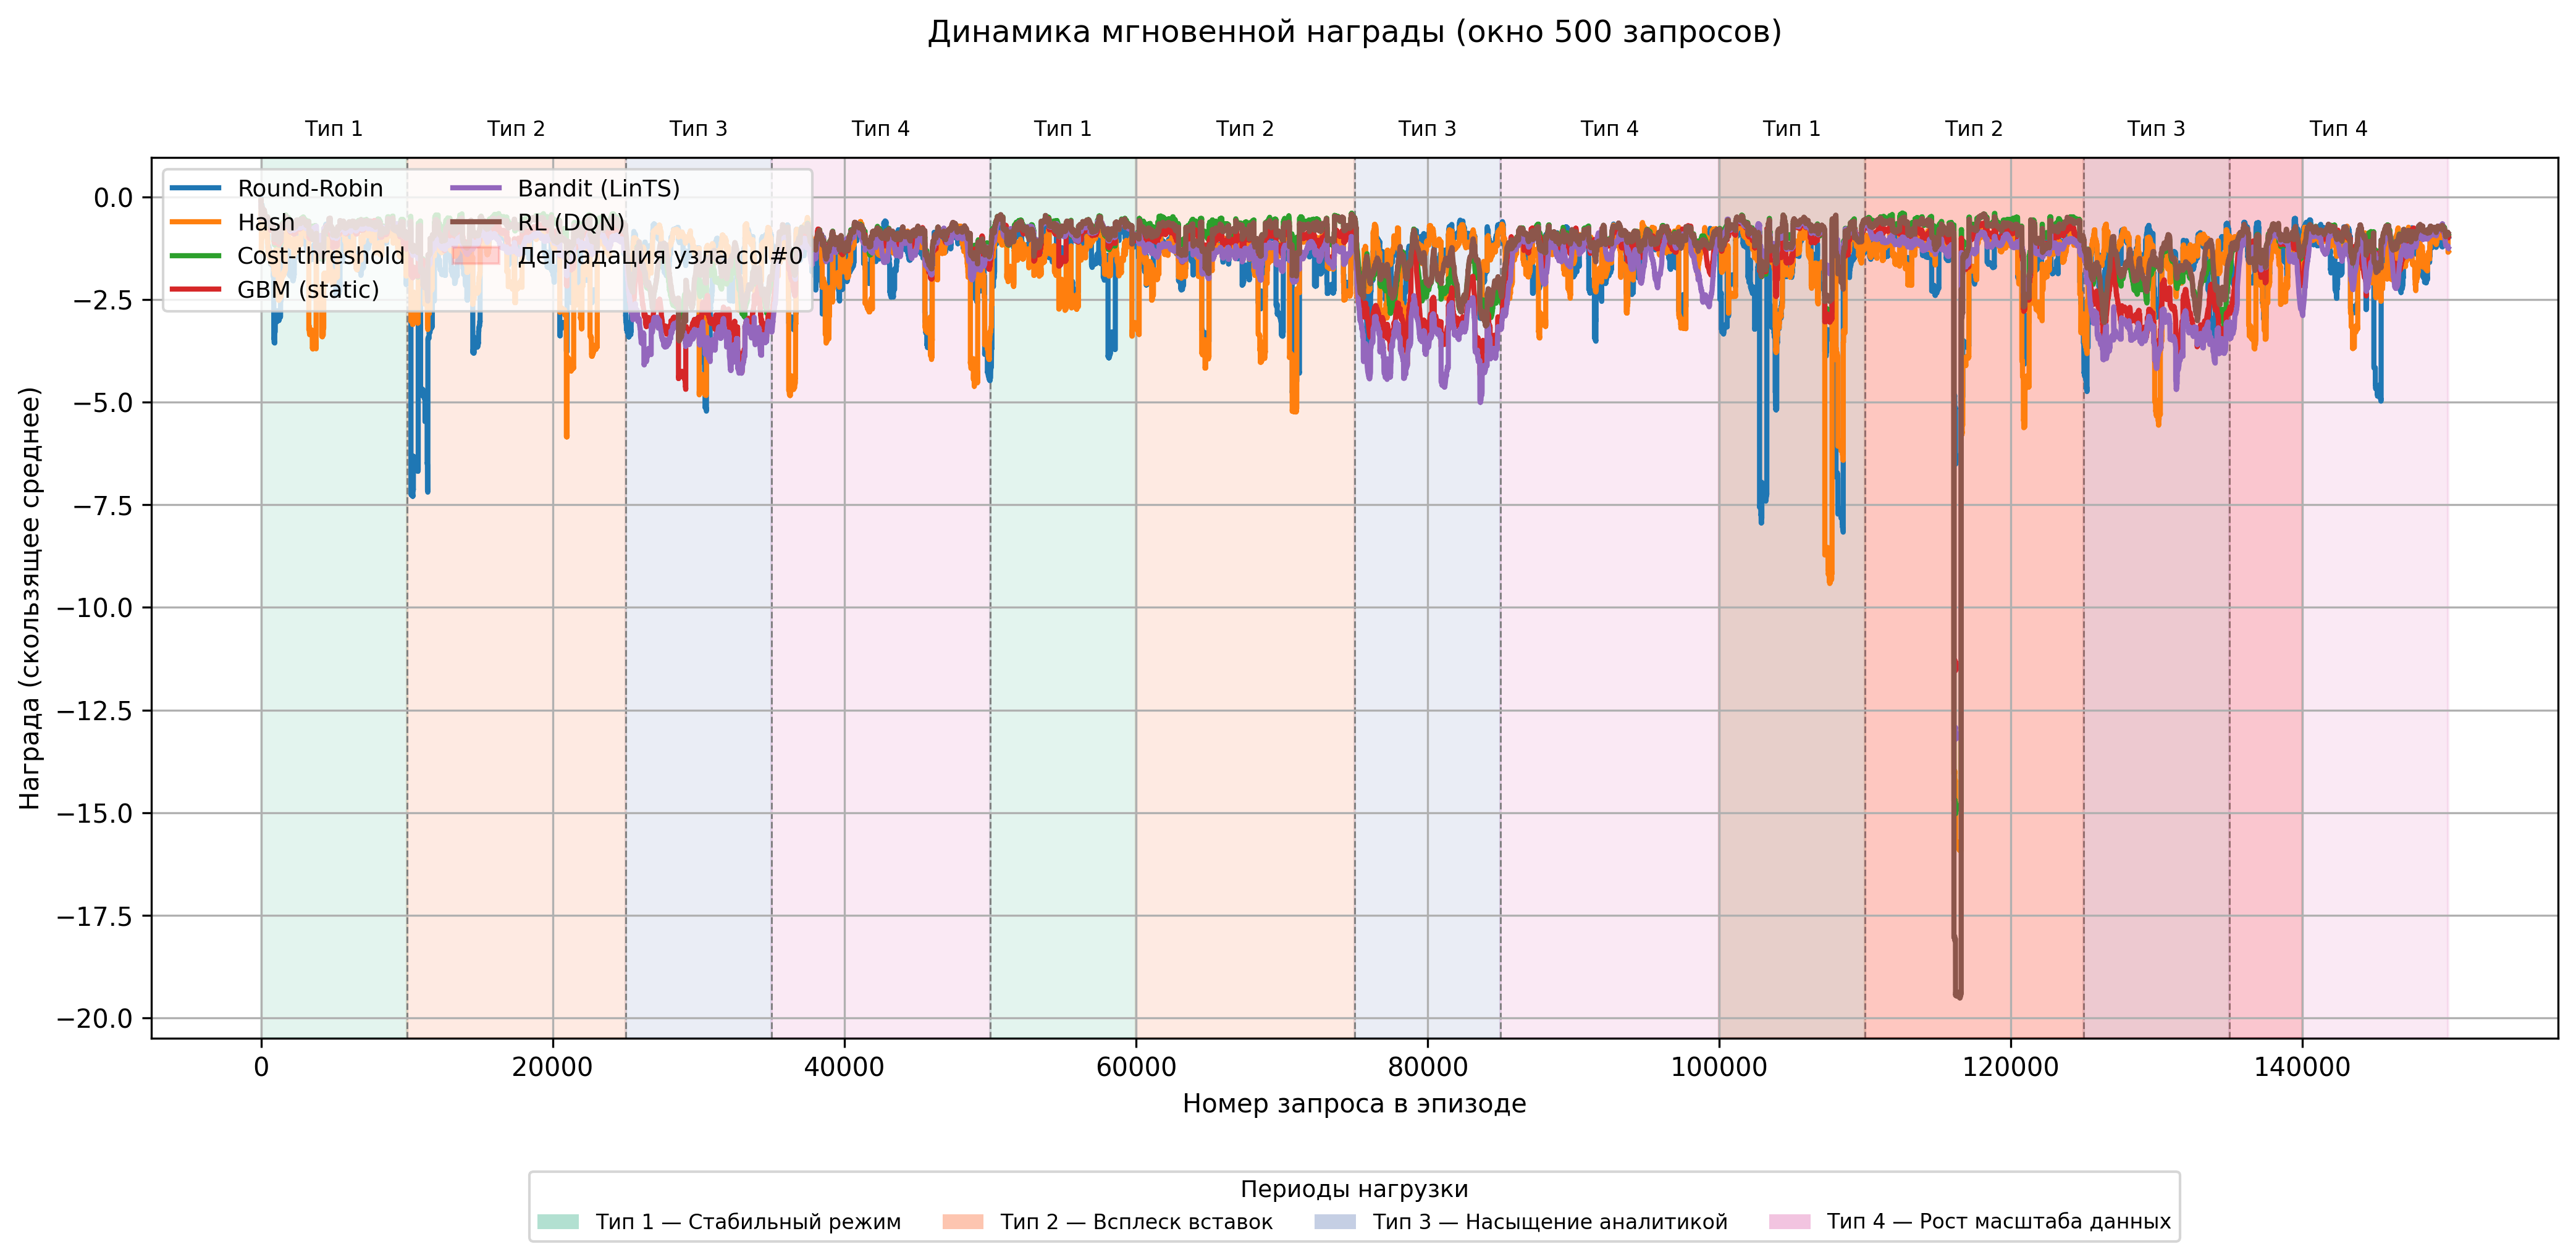 Динамика мгновенной награды (окно 500 запросов)
Тип 1 Тип 2 Тип 3 Тип 4 Тип 1 Тип 2 Тип 3 Тип 4 Тип 1 Тип 2 Тип 3 Тип 4
Round-Robin
Hash
Cost-threshold
GBM (static)
Bandit (LinTS)
RL (DQN)
Деградация узла col#0
Награда (скользящее среднее)
0.0
−2.5
−5.0
−7.5
−10.0
−12.5
−15.0
−17.5
−20.0
0 20000 40000 60000 80000 100000 120000 140000
Номер запроса в эпизоде
Периоды нагрузки
Тип 1 — Стабильный режим Тип 2 — Всплеск вставок Тип 3 — Насыщение аналитикой Тип 4 — Рост масштаба данных